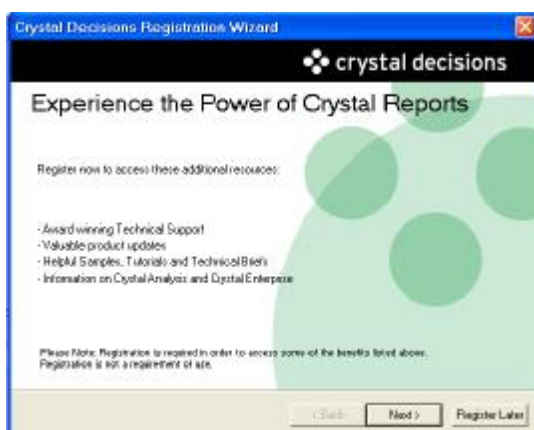 Crystal Decisions Registration Wizard
crystal decisions
Experience the Power of Crystal Reports
Register now to access these additional resources:
- Award winning Technical Support
- Valuable product updates
- Helpful Samples, Tutorials and Technical Briefs
- Information on Crystal Analysis and Crystal Enterprise
Please Note: Registration is required in order to access some of the benefits listed above.
Registration is not a requirement of use.
< Back Next > Register Later